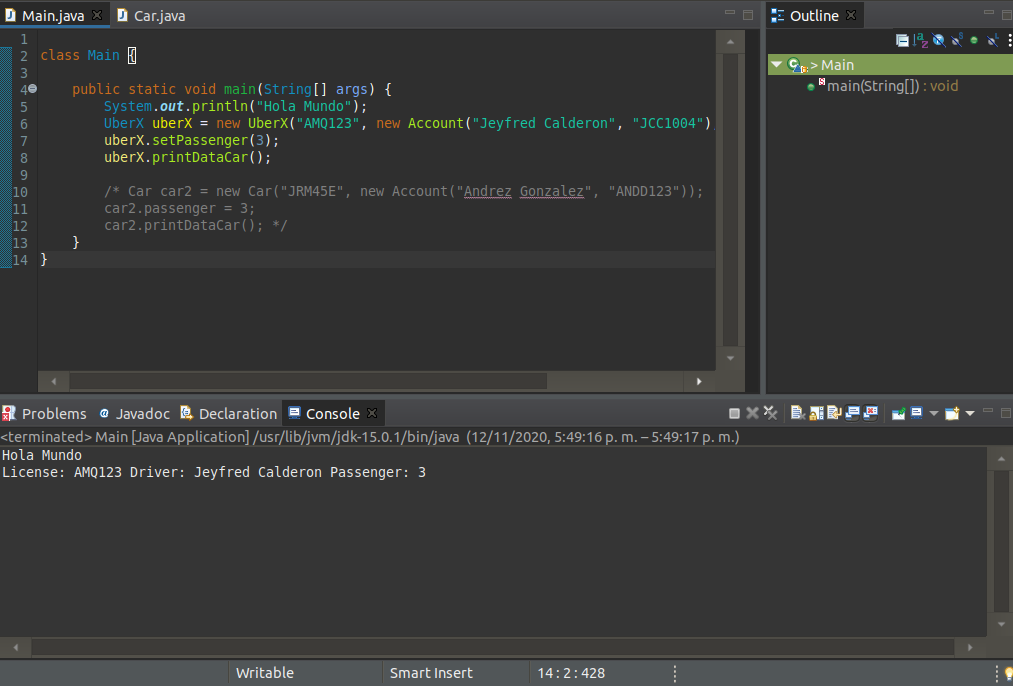 Main.java
Car.java
Outline
1
2 class Main {
3
4 public static void main(String[] args) {
5 System.out.println("Hola Mundo");
6 UberX uberX = new UberX("AMQ123", new Account("Jeyfred Calderon", "JCC1004")
7 uberX.setPassenger(3);
8 uberX.printDataCar();
9
10 /* Car car2 = new Car("JRM45E", new Account("Andrez Gonzalez", "ANDD123"));
11 car2.passenger = 3;
12 car2.printDataCar(); */
13 }
14 }
> Main
main(String[]) : void
Problems @ Javadoc Declaration Console
<terminated> Main [Java Application] /usr/lib/jvm/jdk-15.0.1/bin/java (12/11/2020, 5:49:16 p. m. – 5:49:17 p. m.)
Hola Mundo
License: AMQ123 Driver: Jeyfred Calderon Passenger: 3
Writable
Smart Insert
14 : 2 : 428